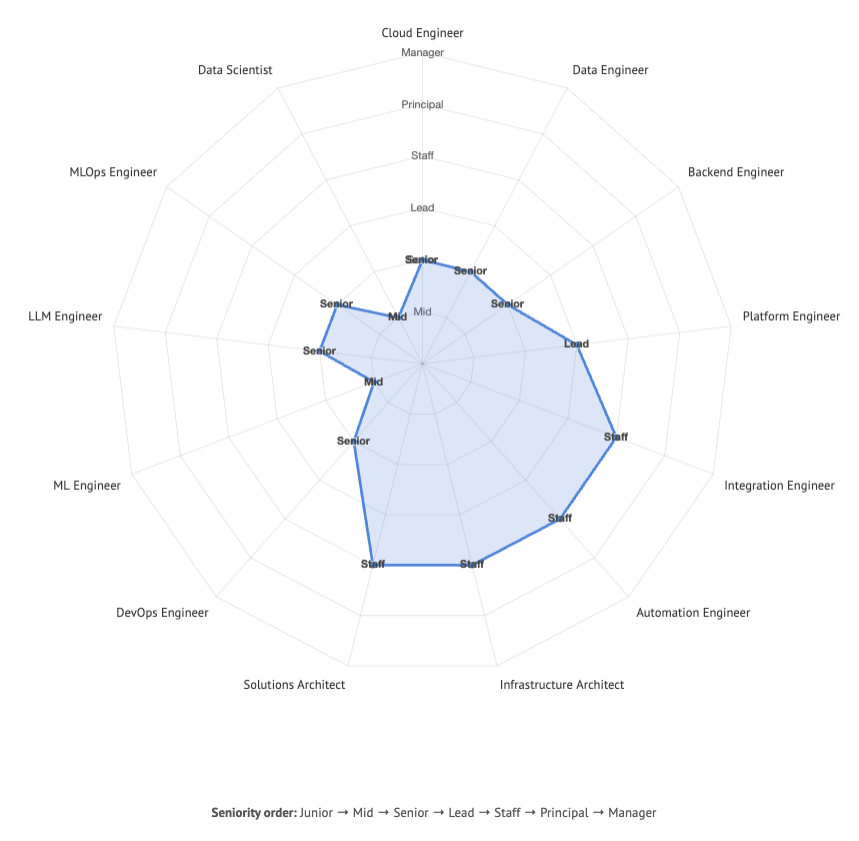 Cloud Engineer
Manager
Data Scientist
Data Engineer
Principal
Staff
MLOps Engineer
Backend Engineer
Lead
Senior
Senior
Senior
Senior
Senior
Mid
Mid
LLM Engineer
Platform Engineer
Lead
Senior
Mid
Staff
Senior
ML Engineer
Integration Engineer
Staff
Staff
Staff
DevOps Engineer
Automation Engineer
Solutions Architect
Infrastructure Architect
Seniority order: Junior → Mid → Senior → Lead → Staff → Principal → Manager